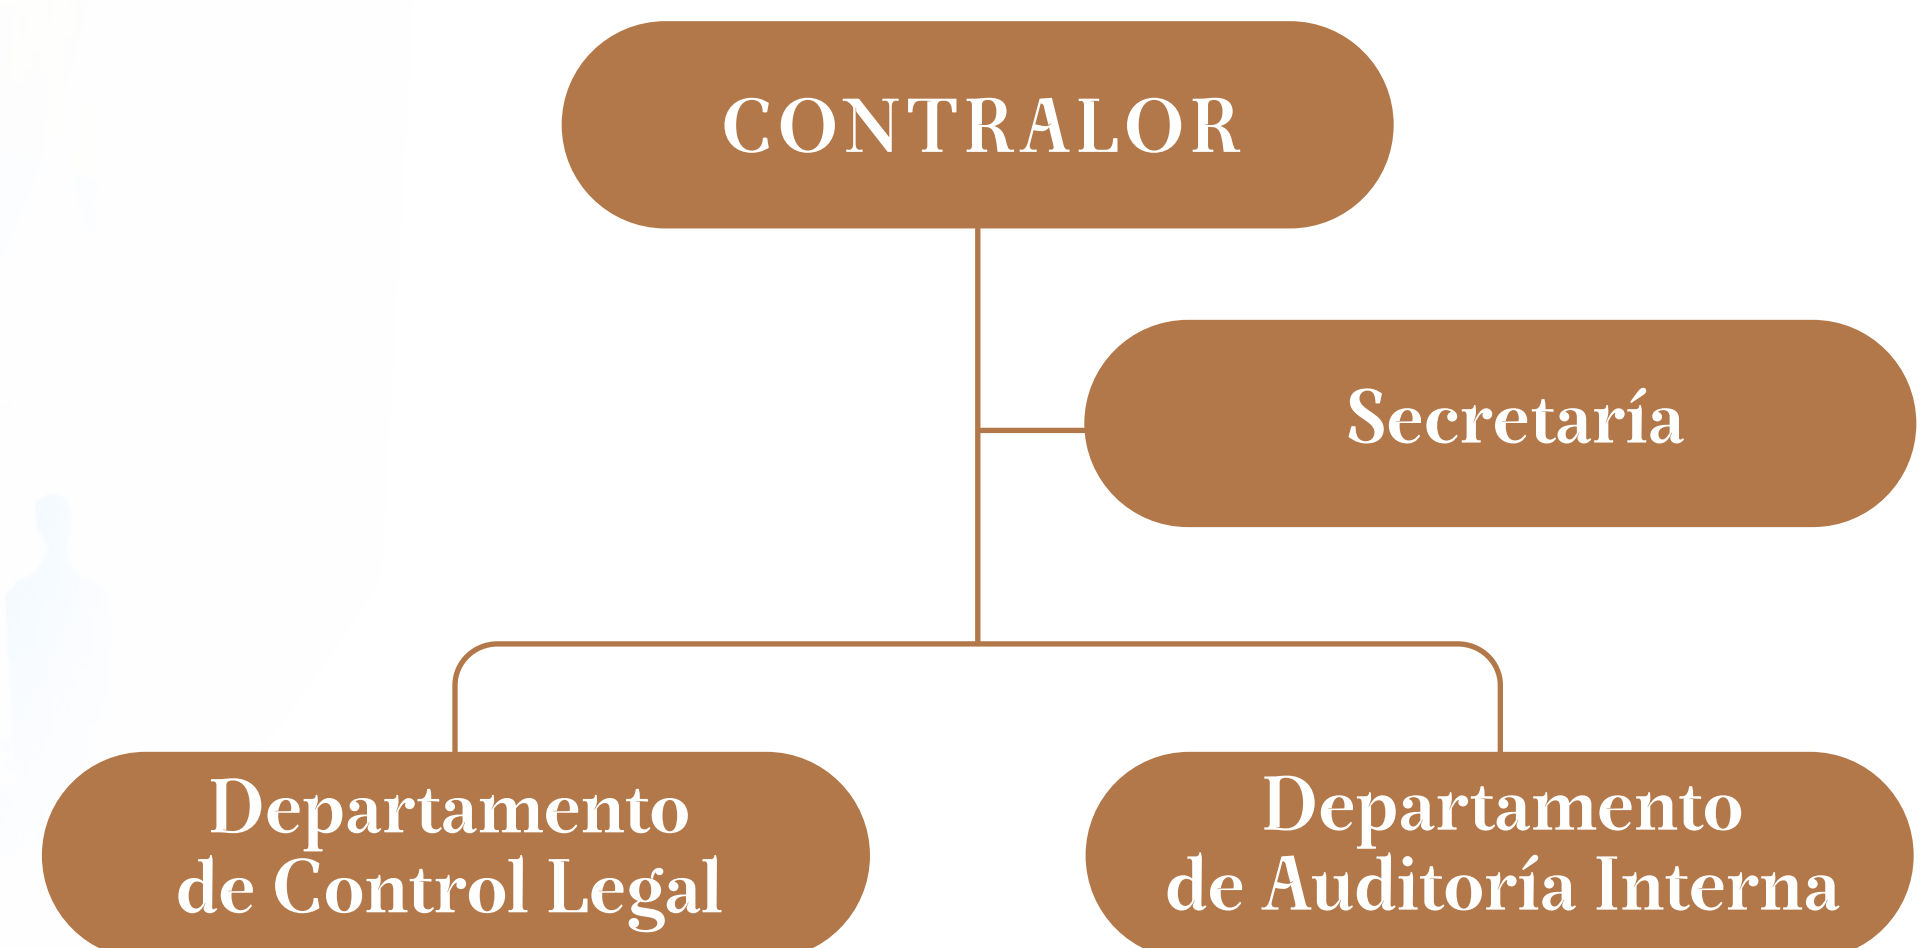 CONTRALOR
Secretaría
Departamento
de Control Legal
Departamento
de Auditoría Interna